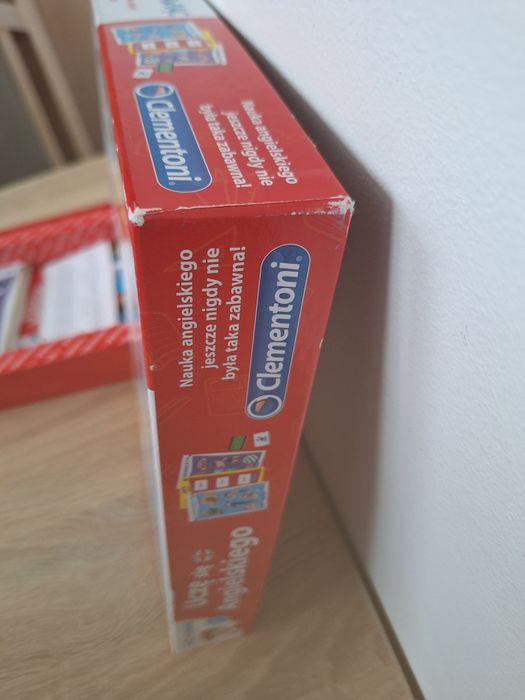 Clementoni
Nauka angielskiego
jeszcze nigdy nie
była taka zabawna!
Nauka angielskiego
jeszcze nigdy nie
była taka zabawna!
Clementoni
Uczę się
Angielskiego